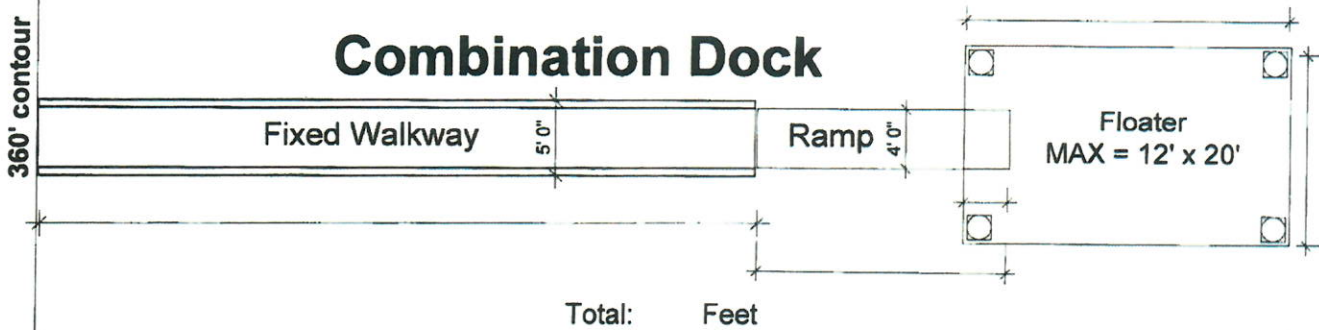 360' contour
Combination Dock
Fixed Walkway
5' 0"
Ramp
4' 0"
Floater
MAX = 12' x 20'
Total: Feet